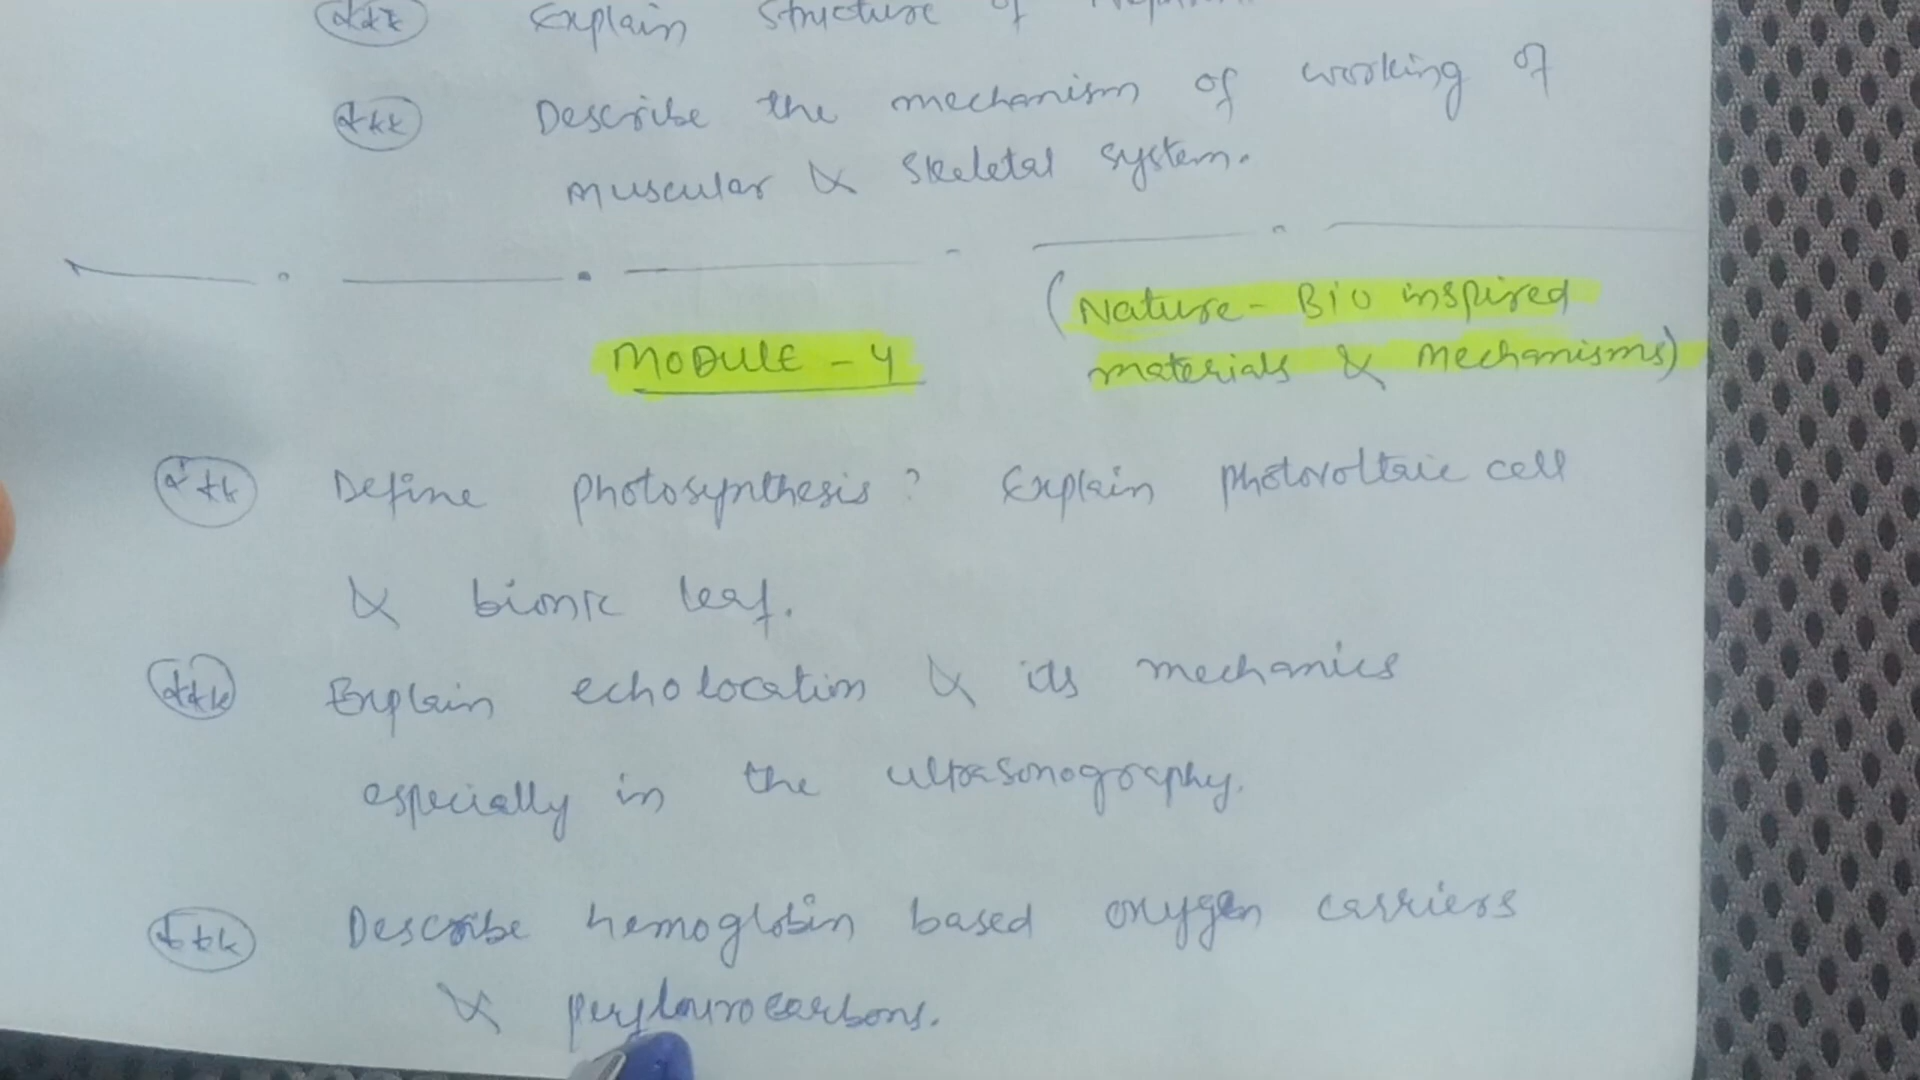 *** Explain Structure of
*** Describe the mechanism of working of
muscular & skeletal system.
(Nature - Bio inspired
MODULE - 4
materials & Mechanisms)
*** Define photosynthesis? Explain photovoltaic cell
& bionic leaf.
*** Explain echolocation & its mechanics
especially in the ultrasonography.
*** Describe hemoglobin based oxygen carriers
& perflourocarbons.